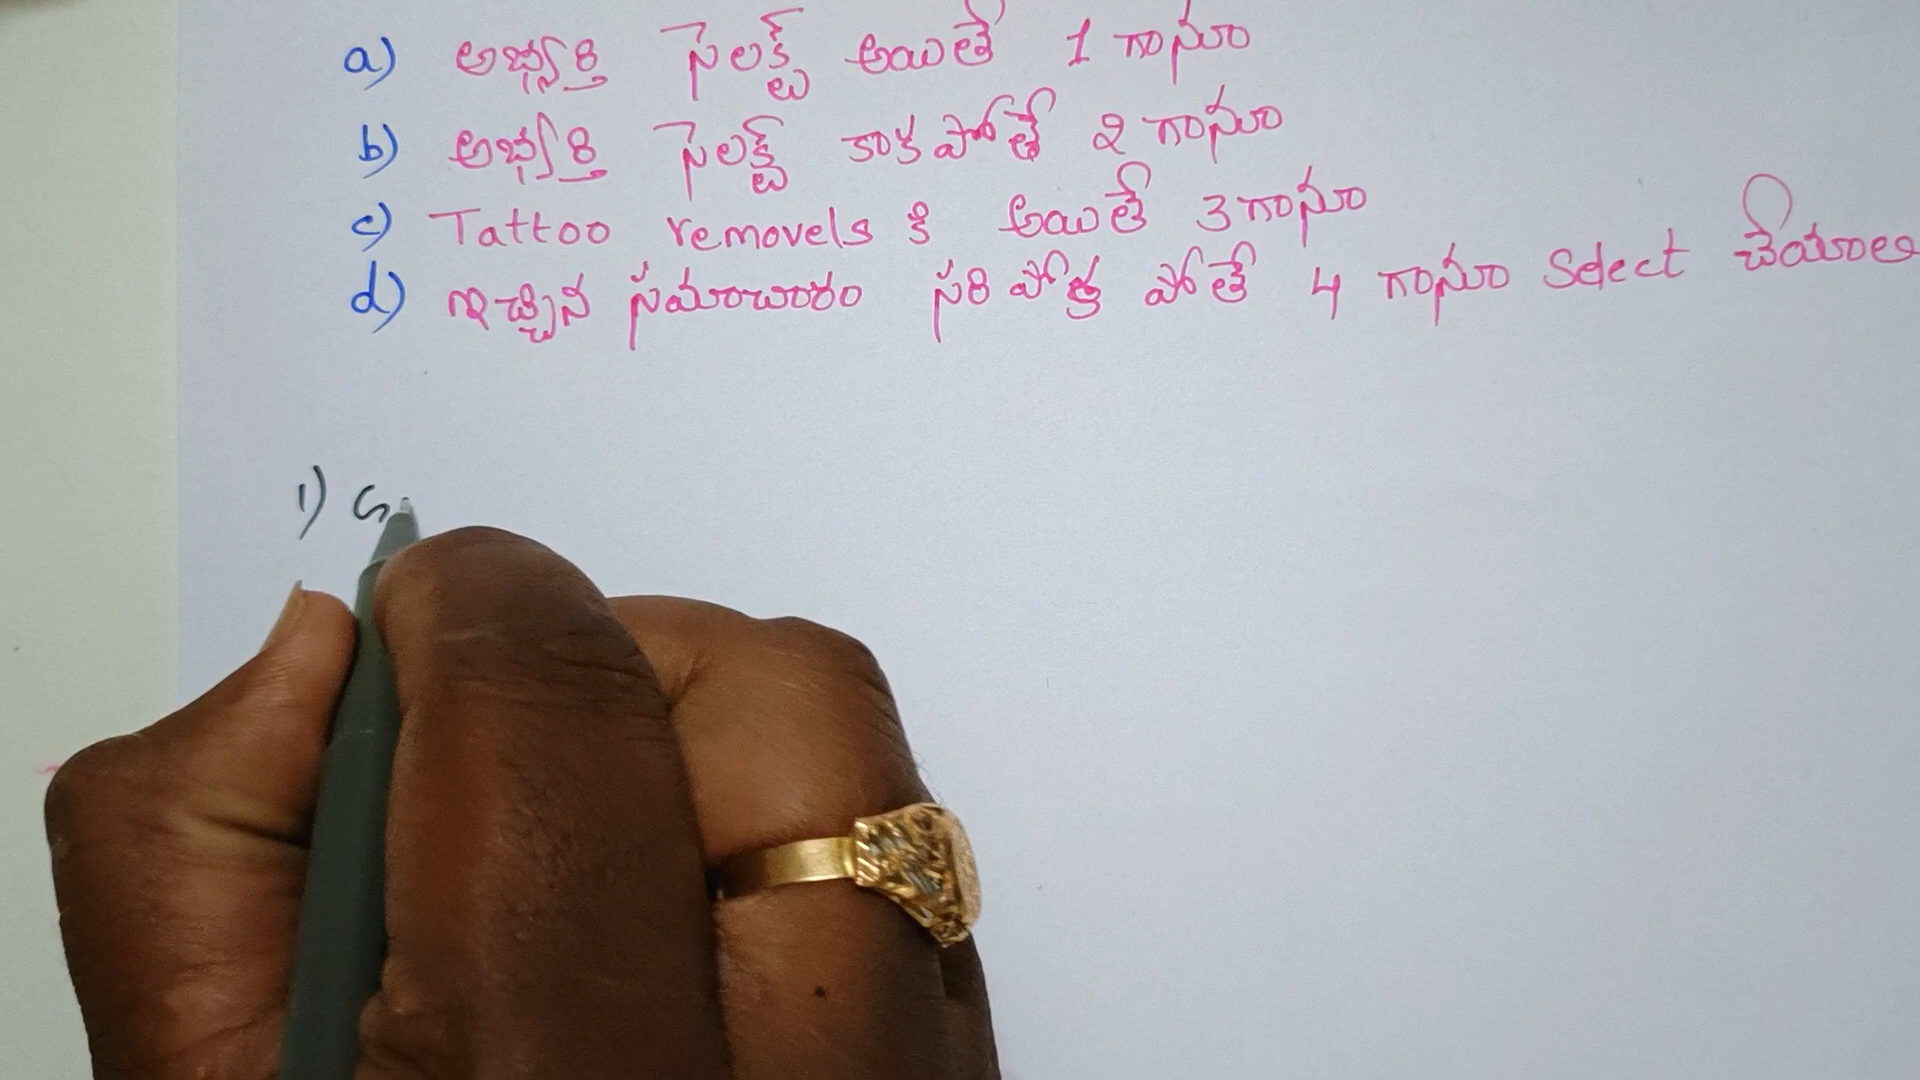 a) అభ్యర్తి సెలక్ట్ అయితే 1 గానూ
b) అభ్యర్తి సెలక్ట్ కాకపోతే 2 గానూ
c) Tattoo removels కి అయితే 3 గానూ
d) ఇచ్చిన సమాచారం సరి పోక పోతే 4 గానూ Select చేయాలి
1)